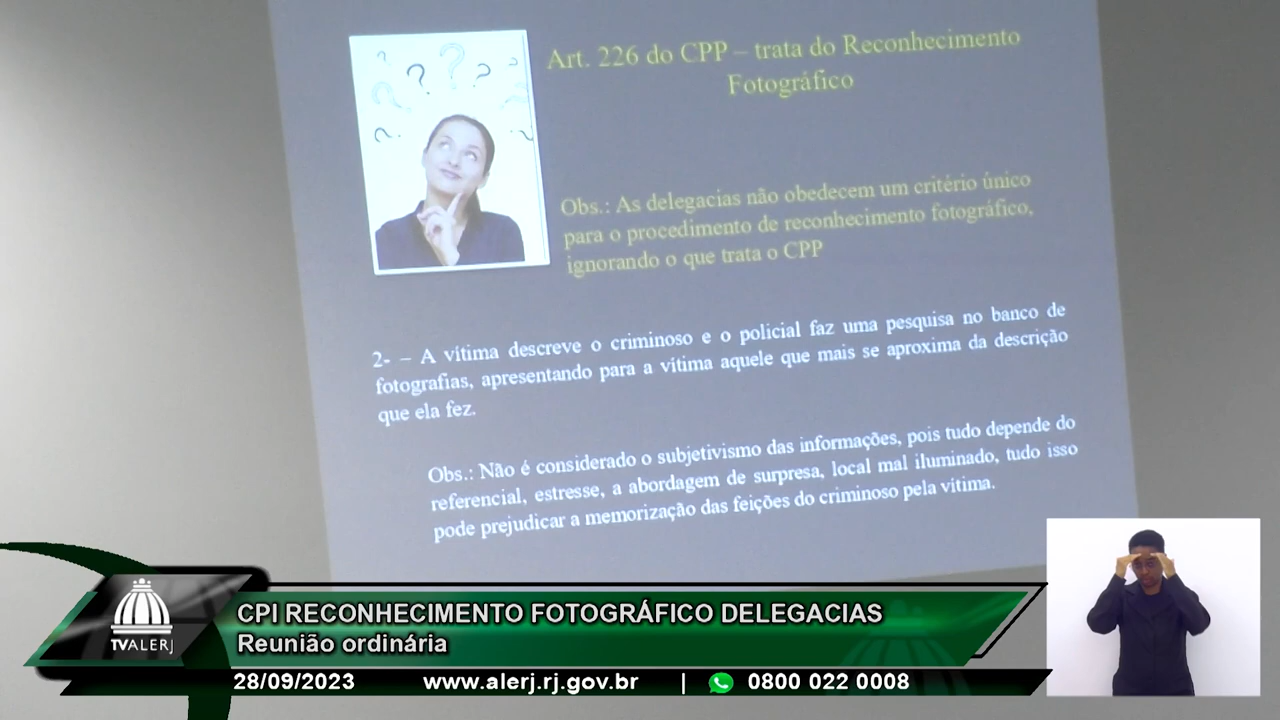 Art. 226 do CPP – trata do Reconhecimento
Fotográfico
Obs.: As delegacias não obedecem um critério único
para o procedimento de reconhecimento fotográfico,
ignorando o que trata o CPP
2- – A vítima descreve o criminoso e o policial faz uma pesquisa no banco de
fotografias, apresentando para a vítima aquele que mais se aproxima da descrição
que ela fez.
Obs.: Não é considerado o subjetivismo das informações, pois tudo depende do
referencial, estresse, a abordagem de surpresa, local mal iluminado, tudo isso
pode prejudicar a memorização das feições do criminoso pela vítima.
TVALERJ
CPI RECONHECIMENTO FOTOGRÁFICO DELEGACIAS
Reunião ordinária
28/09/2023 www.alerj.rj.gov.br | 0800 022 0008